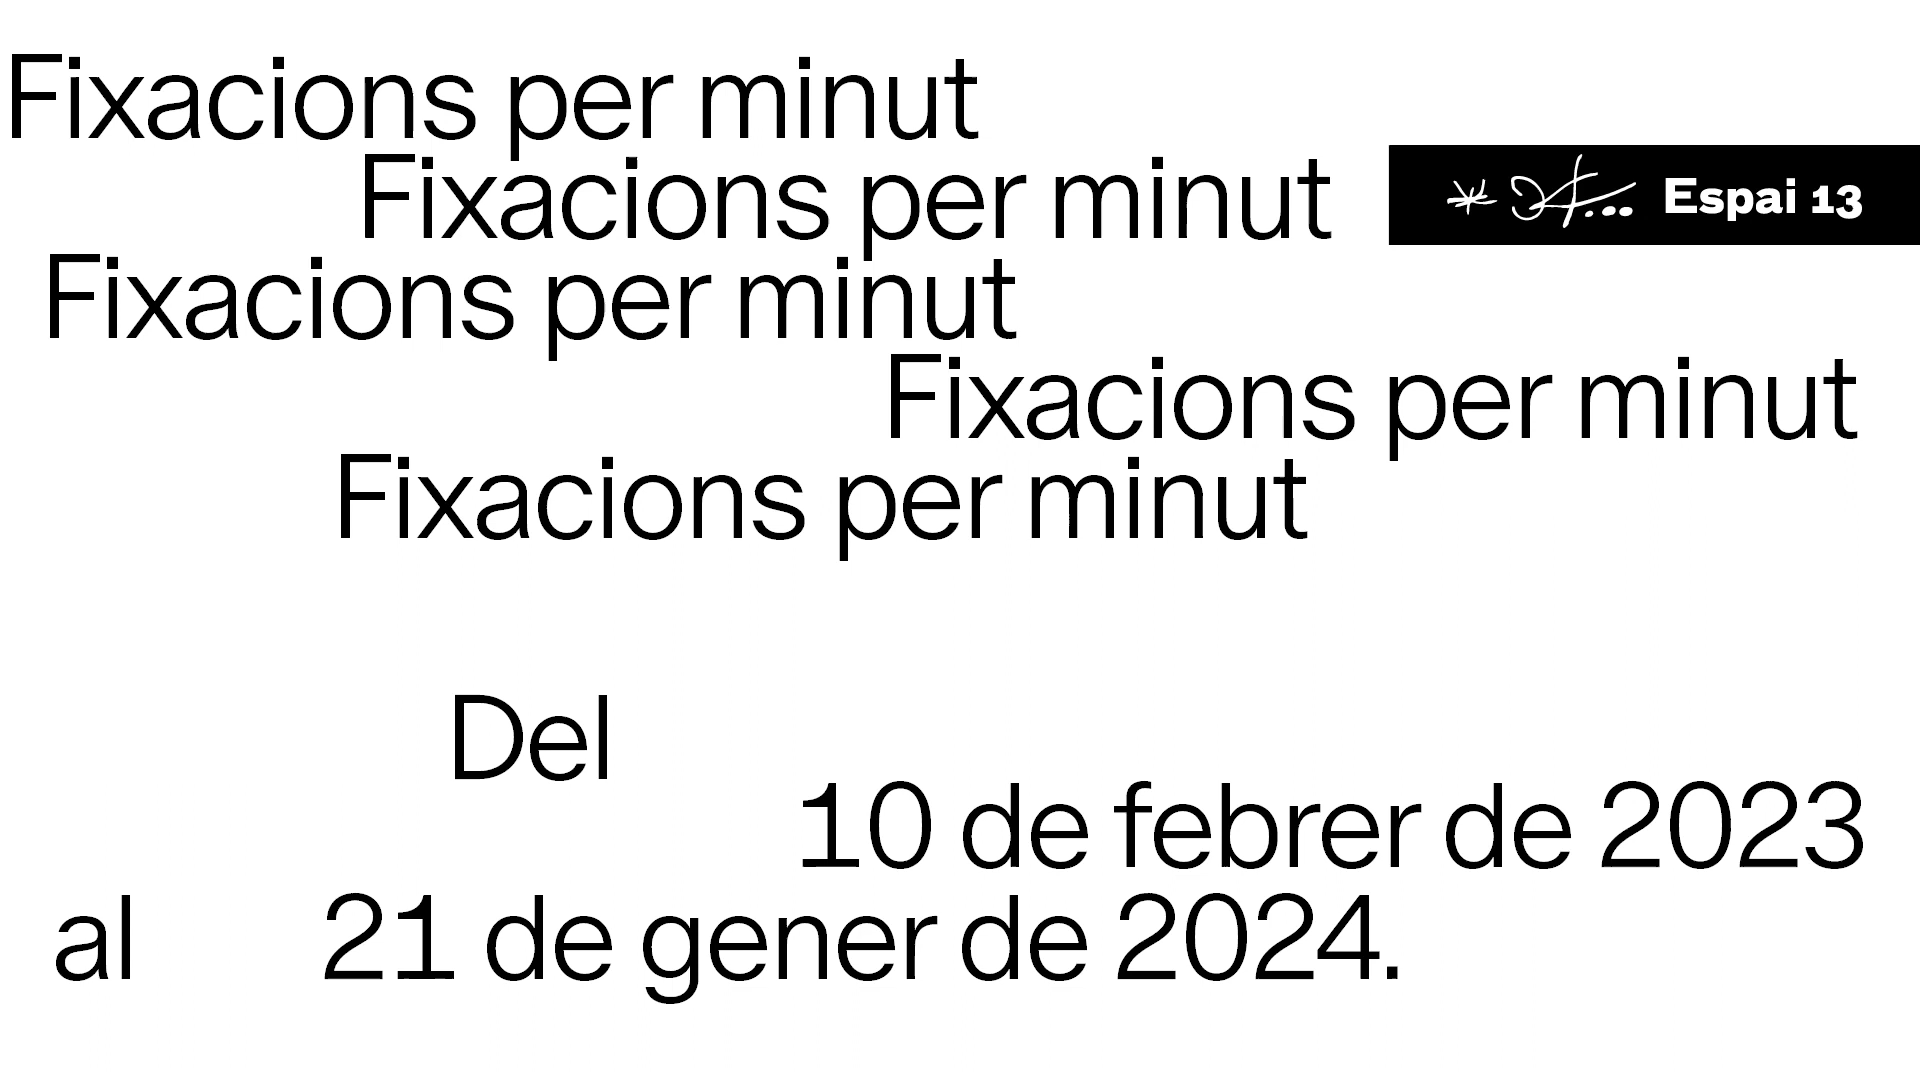 Fixacions per minut
Fixacions per minut
Espai 13
Fixacions per minut
Fixacions per minut
Fixacions per minut
Del
10 de febrer de 2023
al 21 de gener de 2024.